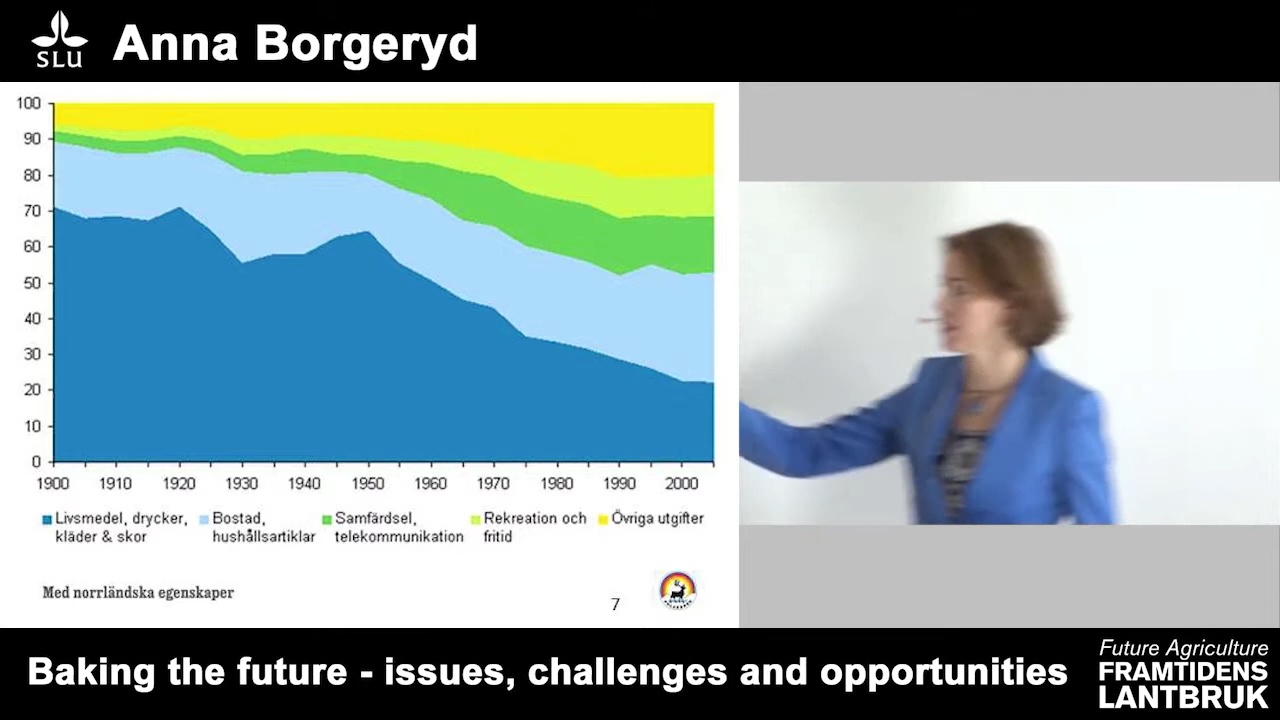 SLU
Anna Borgeryd
100
90
80
70
60
50
40
30
20
10
0
1900 1910 1920 1930 1940 1950 1960 1970 1980 1990 2000
Livsmedel, drycker,
kläder & skor
Bostad,
hushållsartiklar
Samfärdsel,
telekommunikation
Rekreation och
fritid
Övriga utgifter
Med norrländska egenskaper
7
Baking the future - issues, challenges and opportunities
Future Agriculture
FRAMTIDENS
LANTBRUK